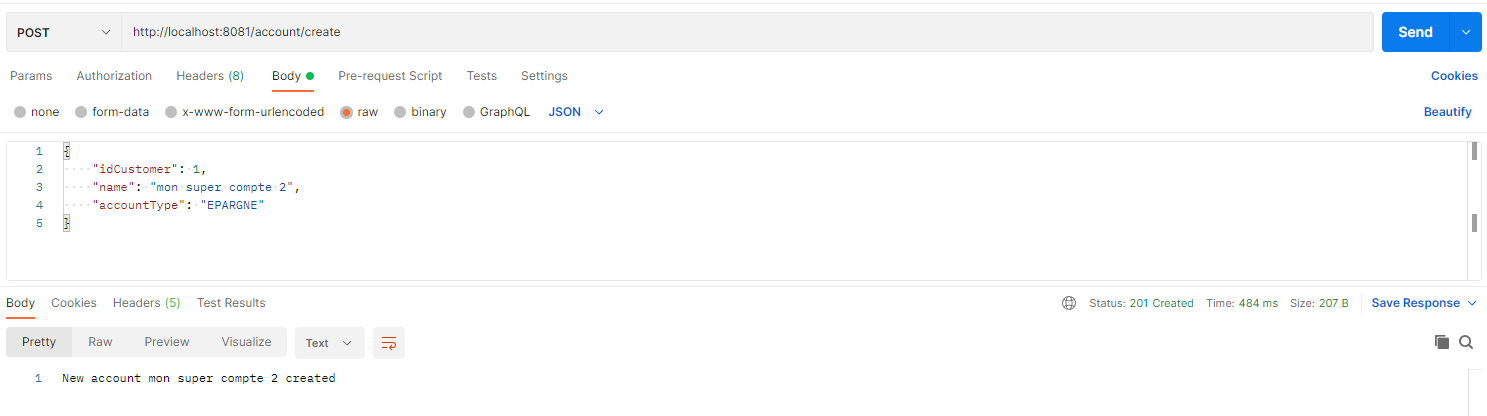 POST http://localhost:8081/account/create Send
Params Authorization Headers (8) Body Pre-request Script Tests Settings Cookies
none form-data x-www-form-urlencoded raw binary GraphQL JSON Beautify
1 {
2 "idCustomer": 1,
3 "name": "mon super compte 2",
4 "accountType": "EPARGNE"
5 }
Body Cookies Headers (5) Test Results Status: 201 Created Time: 484 ms Size: 207 B Save Response
Pretty Raw Preview Visualize Text
1 New account mon super compte 2 created